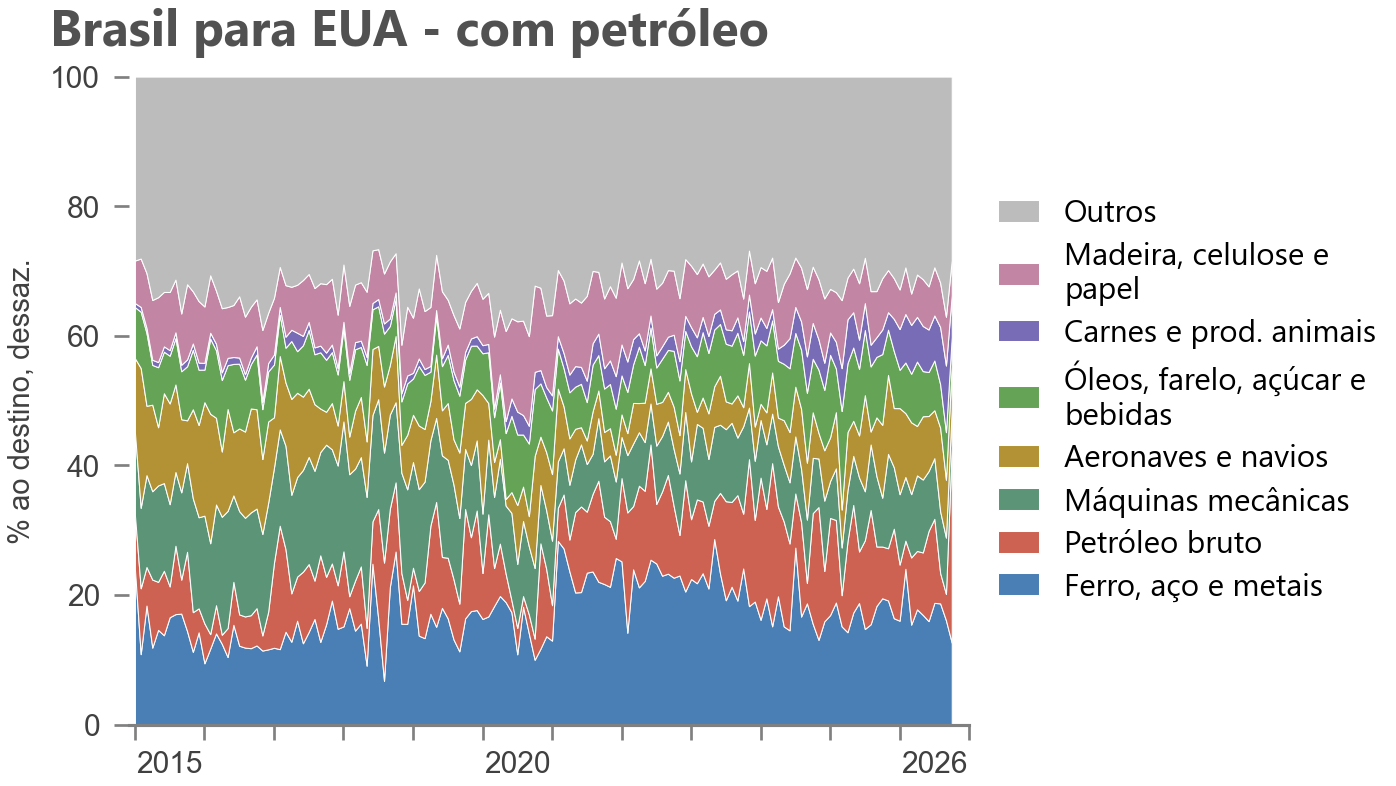 Brasil para EUA - com petróleo
% ao destino, dessaz.
100
80
60
40
20
0
2015
2020
2026
Outros
Madeira, celulose e
papel
Carnes e prod. animais
Óleos, farelo, açúcar e
bebidas
Aeronaves e navios
Máquinas mecânicas
Petróleo bruto
Ferro, aço e metais